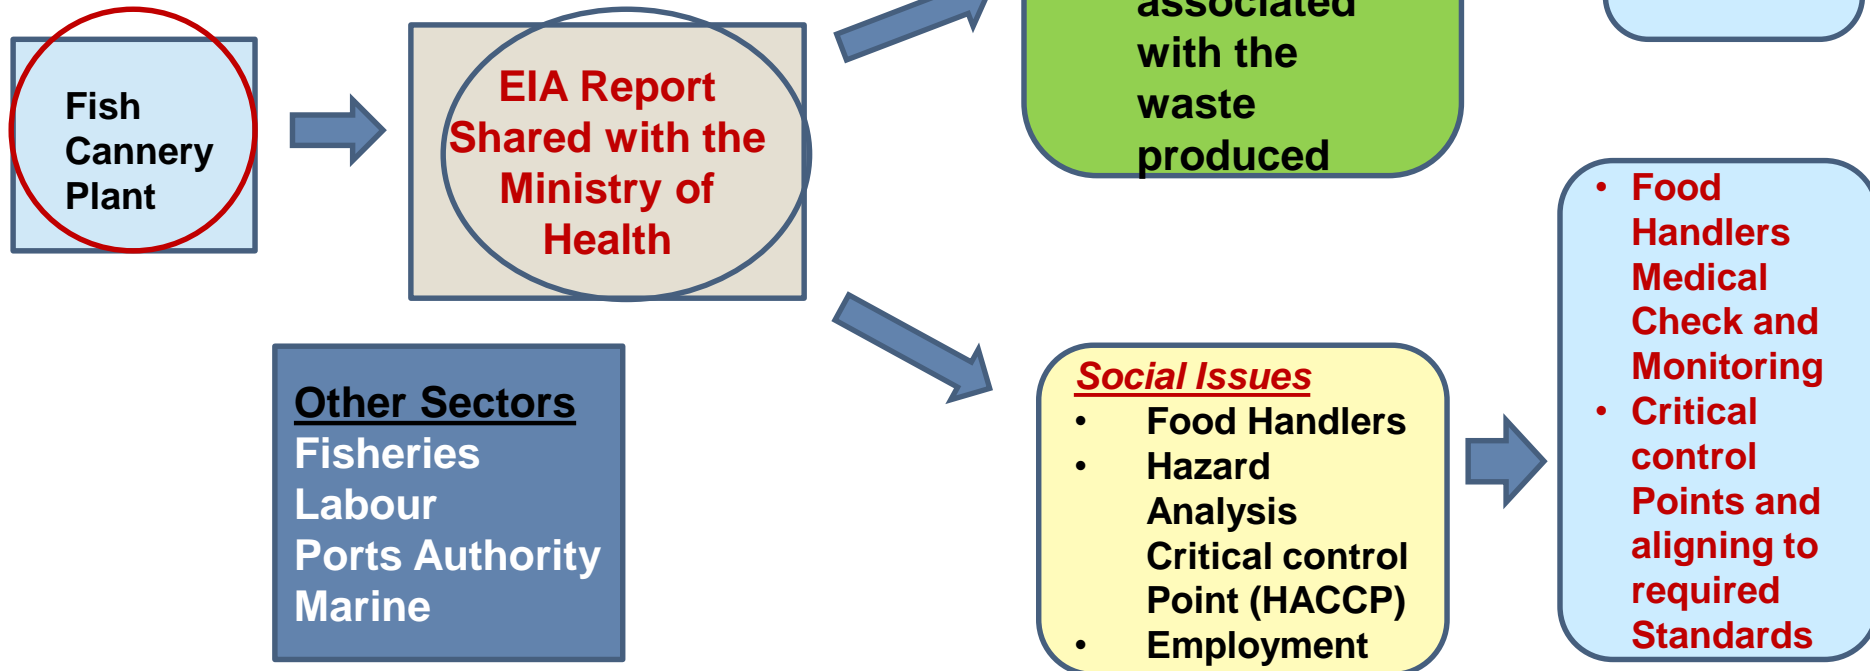 Fish
Cannery
Plant
EIA Report
Shared with the
Ministry of
Health
associated
with the
waste
produced
Other Sectors
Fisheries
Labour
Ports Authority
Marine
Social Issues
• Food Handlers
• Hazard
Analysis
Critical control
Point (HACCP)
• Employment
• Food
Handlers
Medical
Check and
Monitoring
• Critical
control
Points and
aligning to
required
Standards